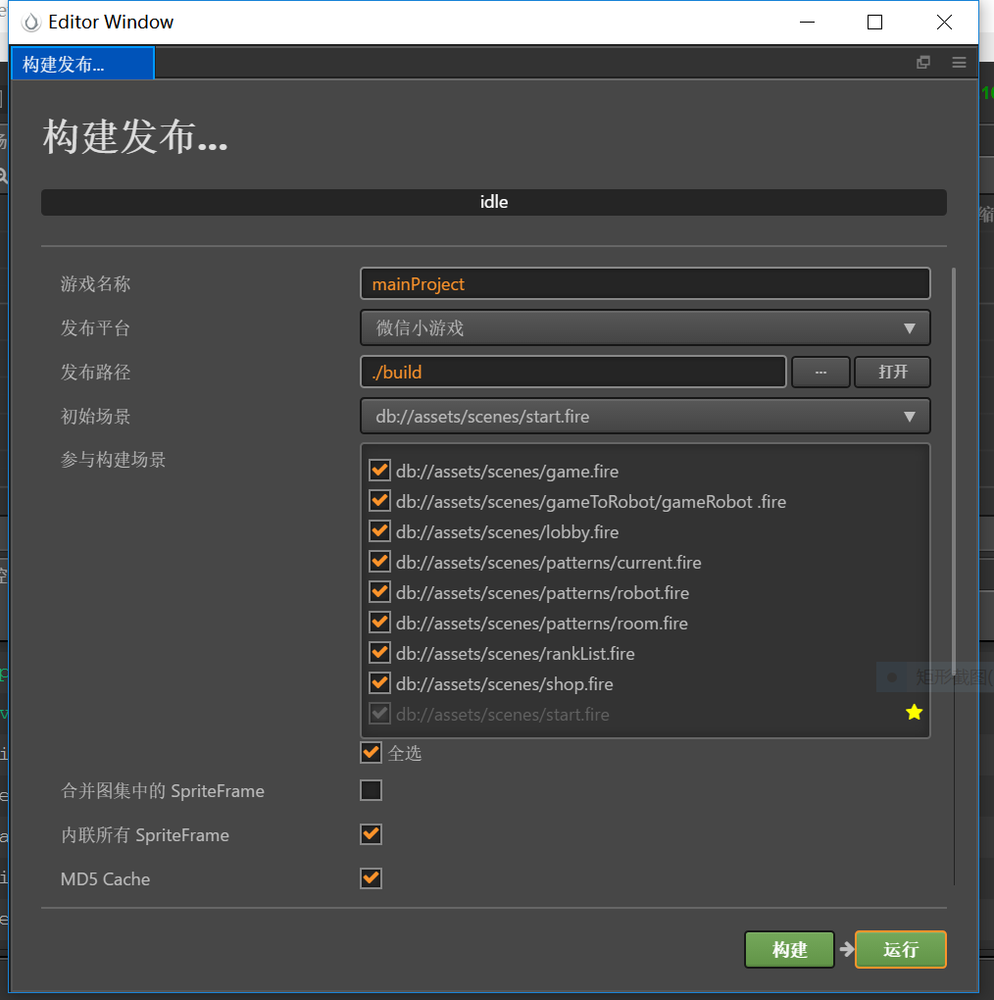 Editor Window
构建发布...
构建发布...
idle
游戏名称 mainProject
发布平台 微信小游戏
发布路径 ./build ... 打开
初始场景 db://assets/scenes/start.fire
参与构建场景
db://assets/scenes/game.fire
db://assets/scenes/gameToRobot/gameRobot .fire
db://assets/scenes/lobby.fire
db://assets/scenes/patterns/current.fire
db://assets/scenes/patterns/robot.fire
db://assets/scenes/patterns/room.fire
db://assets/scenes/rankList.fire
db://assets/scenes/shop.fire
db://assets/scenes/start.fire
全选
矩形截图(
合并图集中的 SpriteFrame
内联所有 SpriteFrame
MD5 Cache
构建 运行